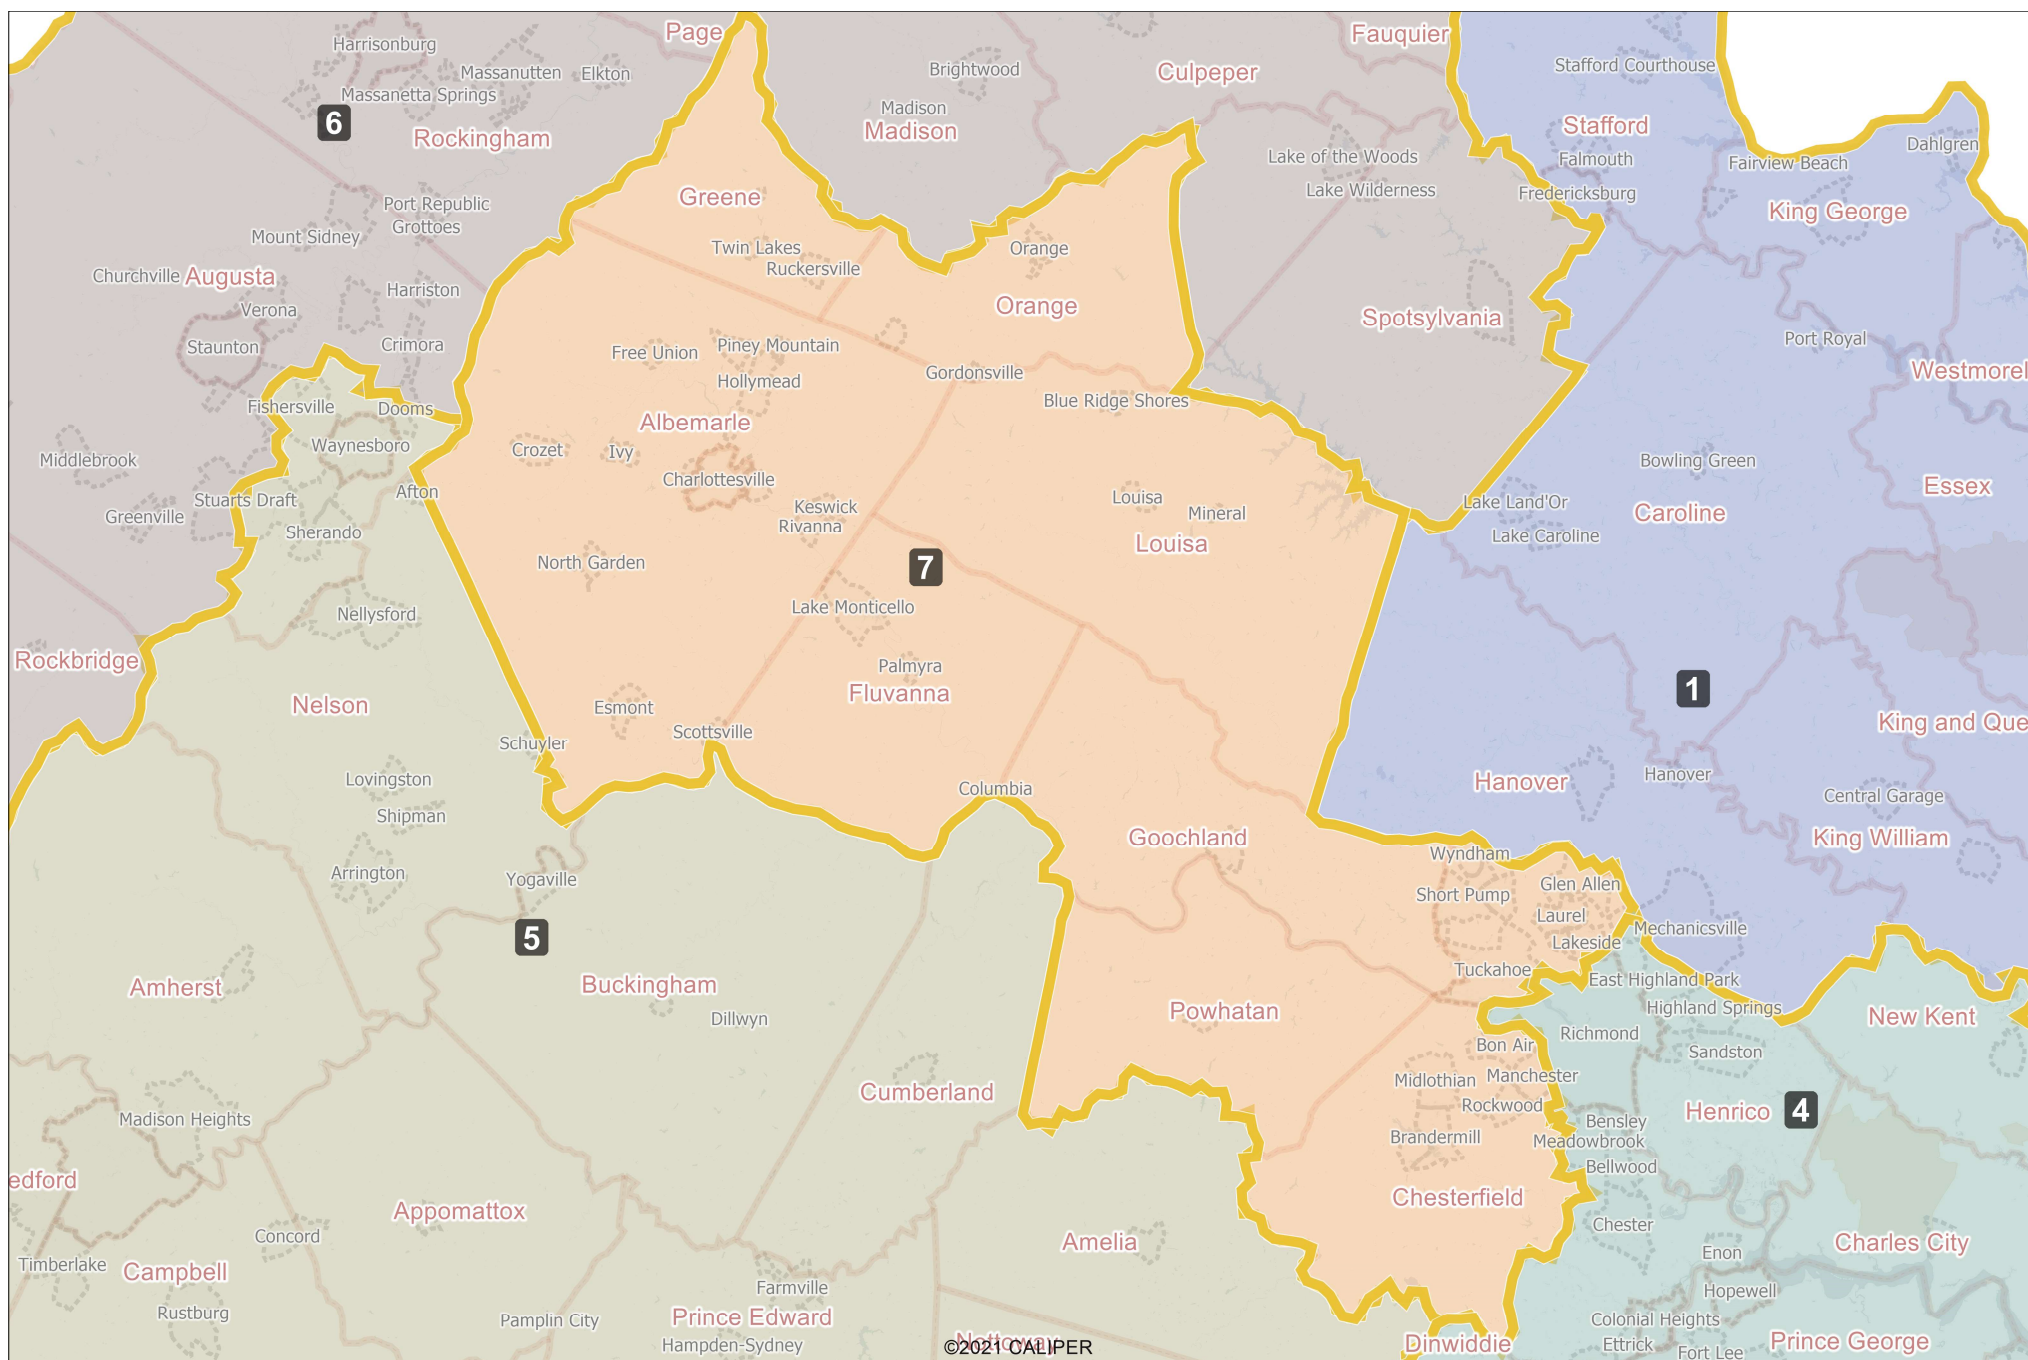 Page
Fauquier
Harrisonburg
Massanutten
Elkton
Brightwood
Culpeper
Stafford Courthouse
Massanetta Springs
6
Rockingham
Madison
Madison
Stafford
Lake of the Woods
Falmouth
Fairview Beach
Dahlgren
Lake Wilderness
Fredericksburg
Greene
Port Republic
Grottoes
King George
Mount Sidney
Twin Lakes
Ruckersville
Orange
Churchville
Augusta
Harriston
Orange
Verona
Spotsylvania
Staunton
Crimora
Free Union
Piney Mountain
Port Royal
Hollymead
Gordonsville
Westmorel
Fishersville
Dooms
Blue Ridge Shores
Albemarle
Waynesboro
Crozet
Ivy
Middlebrook
Charlottesville
Bowling Green
Stuarts Draft
Afton
Louisa
Essex
Greenville
Keswick
Rivanna
Mineral
Lake Land'Or
Caroline
Sherando
Louisa
Lake Caroline
North Garden
7
Nellysford
Lake Monticello
Rockbridge
Palmyra
Fluvanna
1
Nelson
Esmont
Scottsville
King and Que
Schuyler
Lovingston
Columbia
Hanover
Hanover
Central Garage
Shipman
Goochland
King William
Wyndham
Arrington
Yogaville
Short Pump
Glen Allen
Laurel
5
Lakeside
Mechanicsville
Amherst
Buckingham
Tuckahoe
East Highland Park
Dillwyn
Powhatan
Highland Springs
New Kent
Richmond
Bon Air
Sandston
Cumberland
Midlothian
Manchester
Madison Heights
Rockwood
Henrico
4
Bensley
Brandermill
Meadowbrook
Bellwood
edford
Appomattox
Chesterfield
Concord
Amelia
Chester
Enon
Charles City
Timberlake
Campbell
Farmville
Hopewell
Rustburg
Pamplin City
Prince Edward
Colonial Heights
Hampden-Sydney
Nottoway
©2021 CALIPER
Dinwiddie
Ettrick
Fort Lee
Prince George